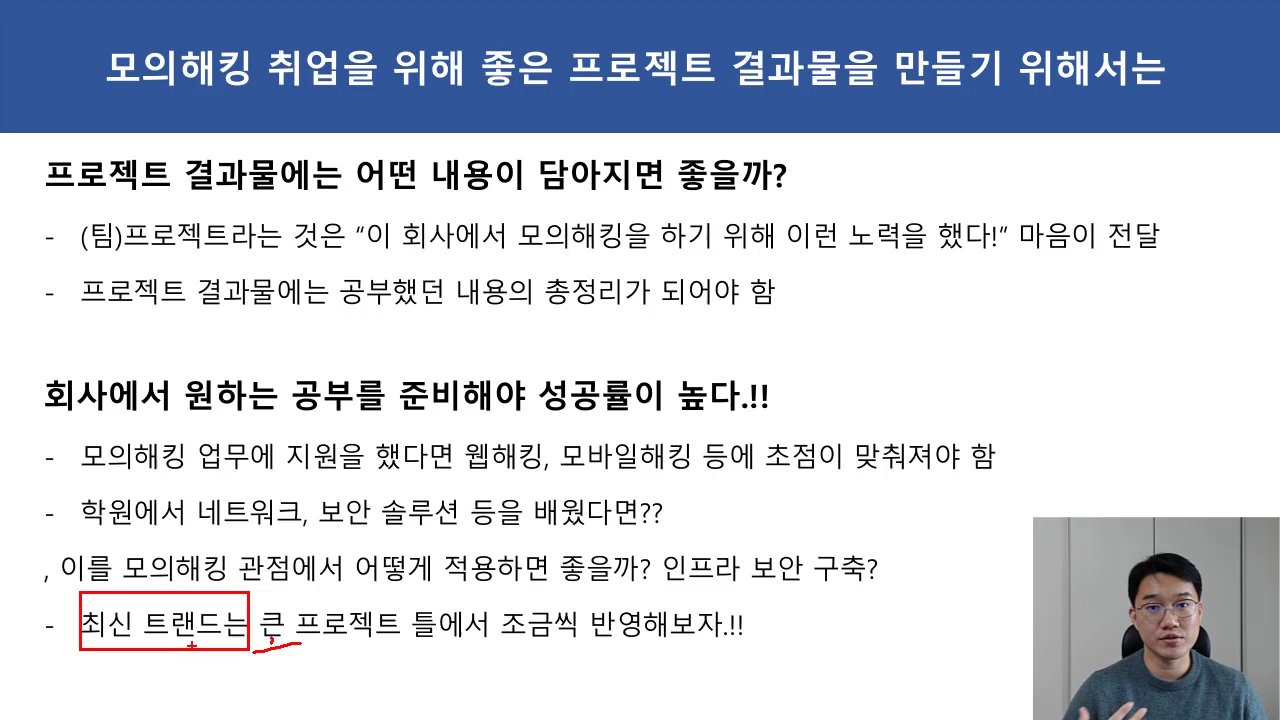 모의해킹 취업을 위해 좋은 프로젝트 결과물을 만들기 위해서는
프로젝트 결과물에는 어떤 내용이 담아지면 좋을까?
- (팀)프로젝트라는 것은 “이 회사에서 모의해킹을 하기 위해 이런 노력을 했다!” 마음이 전달
- 프로젝트 결과물에는 공부했던 내용의 총정리가 되어야 함
회사에서 원하는 공부를 준비해야 성공률이 높다.!!
- 모의해킹 업무에 지원을 했다면 웹해킹, 모바일해킹 등에 초점이 맞춰져야 함
- 학원에서 네트워크, 보안 솔루션 등을 배웠다면??
, 이를 모의해킹 관점에서 어떻게 적용하면 좋을까? 인프라 보안 구축?
- 최신 트랜드는 큰 프로젝트 틀에서 조금씩 반영해보자.!!